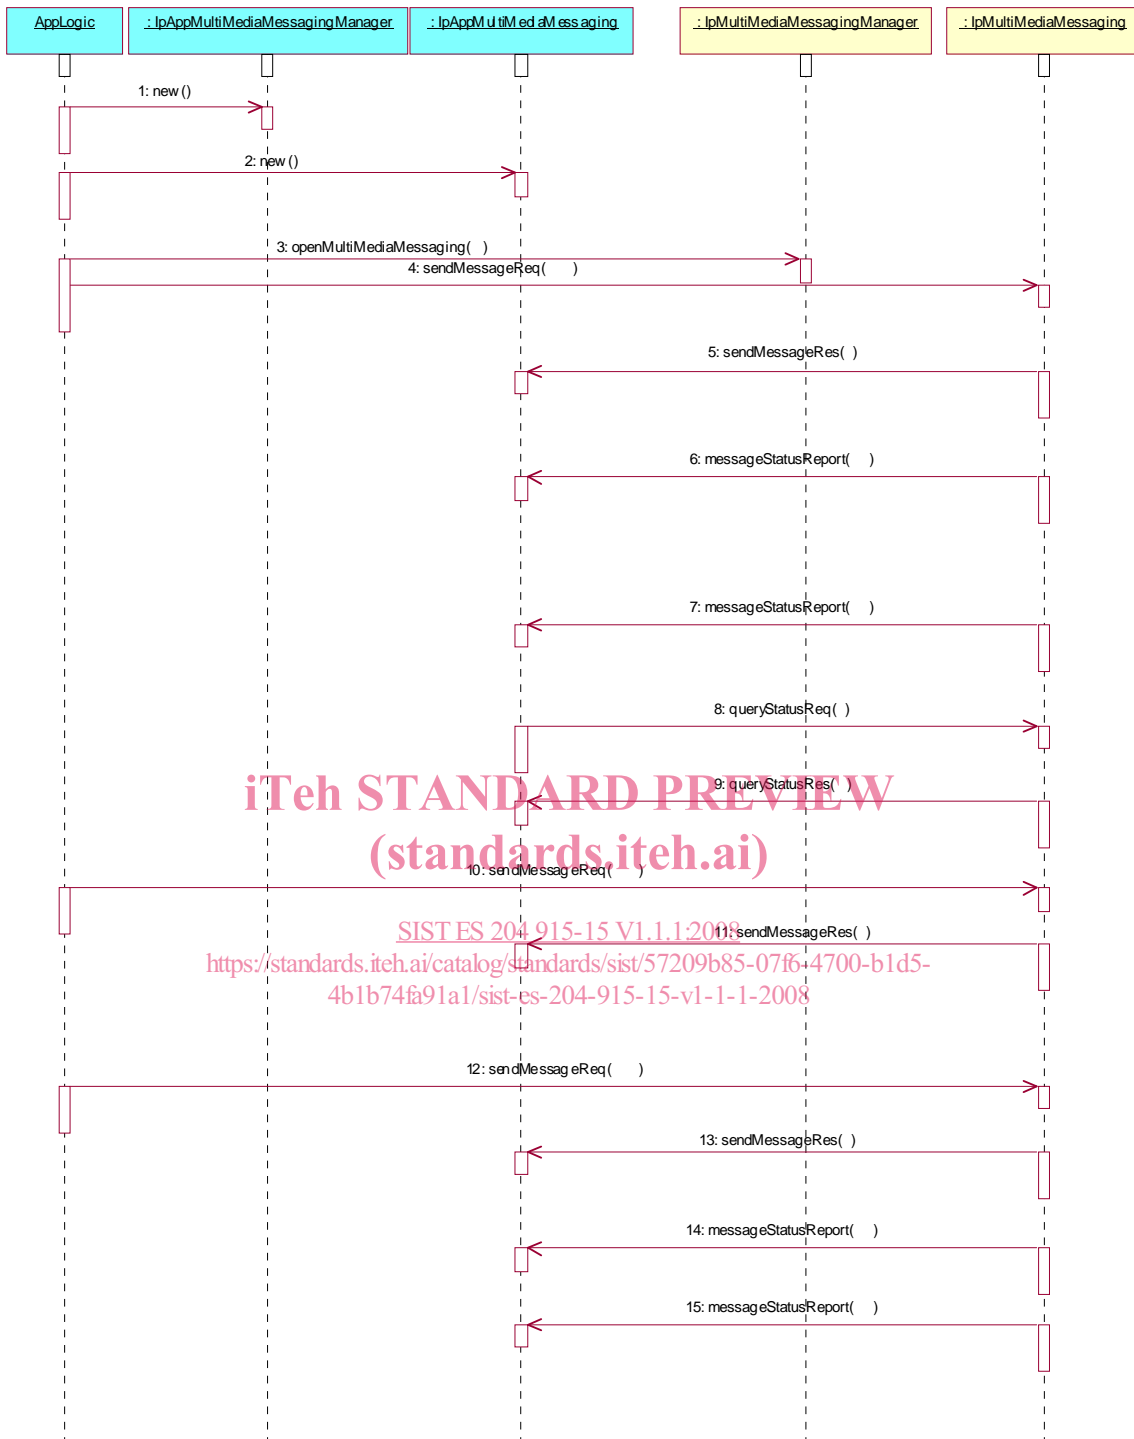 AppLogic
: IpAppMultiMediaMessagingManager
: IpAppMultiMediaMessaging
: IpMultiMediaMessagingManager
: IpMultiMediaMessaging
1: new()
2: new()
3: openMultiMediaMessaging( )
4: sendMessageReq( )
5: sendMessageRes( )
6: messageStatusReport( )
7: messageStatusReport( )
8: queryStatusReq( )
iTeh STANDARD PREVIEW
9: queryStatusRes( )
(standards.iteh.ai)
10: sendMessageReq( )
SIST ES 204 915-15 V1.1.1:2008
11: sendMessageRes( )
https://standards.iteh.ai/catalog/standards/sist/57209b85-07f6-4700-b1d5-
4b1b74fa91a1/sist-es-204-915-15-v1-1-1-2008
12: sendMessageReq( )
13: sendMessageRes( )
14: messageStatusReport( )
15: messageStatusReport( )